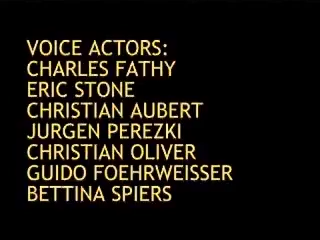 VOICE ACTORS:
CHARLES FATHY
ERIC STONE
CHRISTIAN AUBERT
JURGEN PEREZKI
CHRISTIAN OLIVER
GUIDO FOEHRWEISSER
BETTINA SPIERS